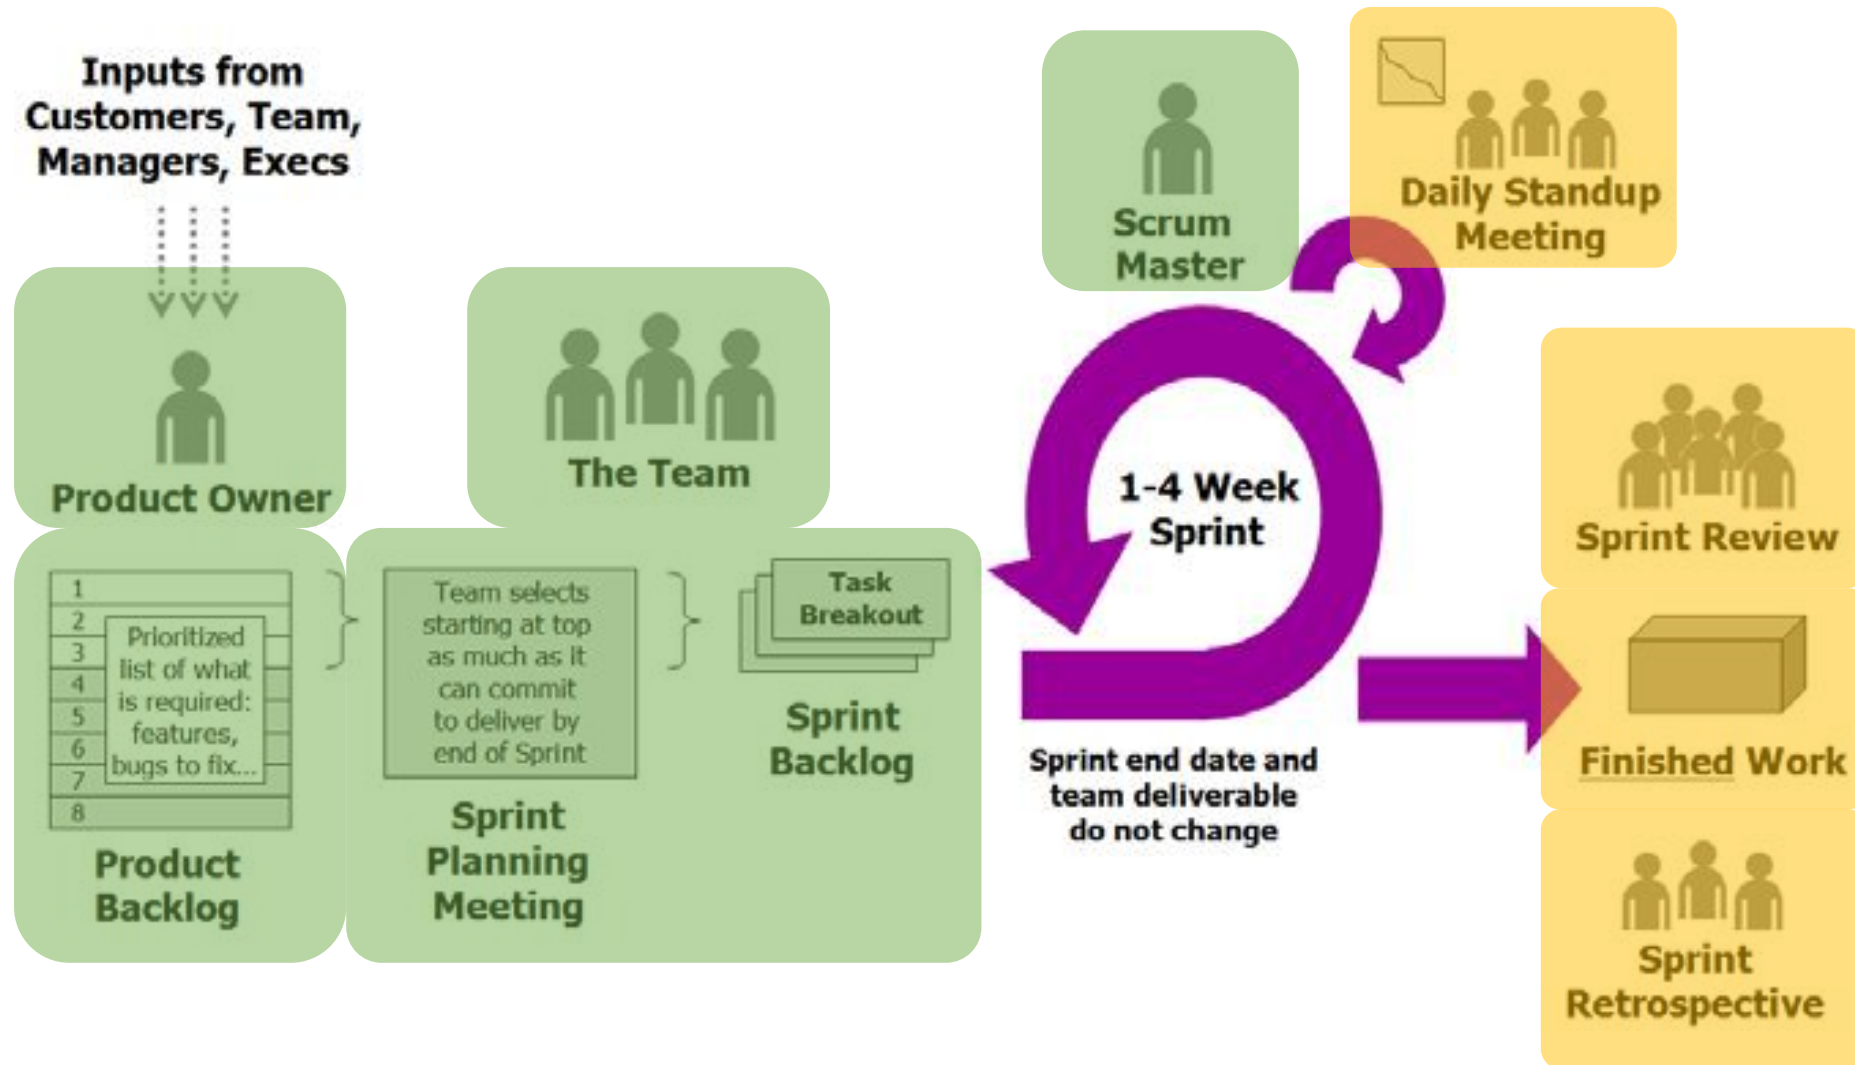 Inputs from
Customers, Team,
Managers, Execs
Product Owner
The Team
Scrum
Master
Daily Standup
Meeting
1
2
3
4
5
6
7
8
Prioritized
list of what
is required:
features,
bugs to fix...
Product
Backlog
Team selects
starting at top
as much as it
can commit
to deliver by
end of Sprint
Sprint
Planning
Meeting
Task
Breakout
Sprint
Backlog
1-4 Week
Sprint
Sprint end date and
team deliverable
do not change
Sprint Review
Finished Work
Sprint
Retrospective